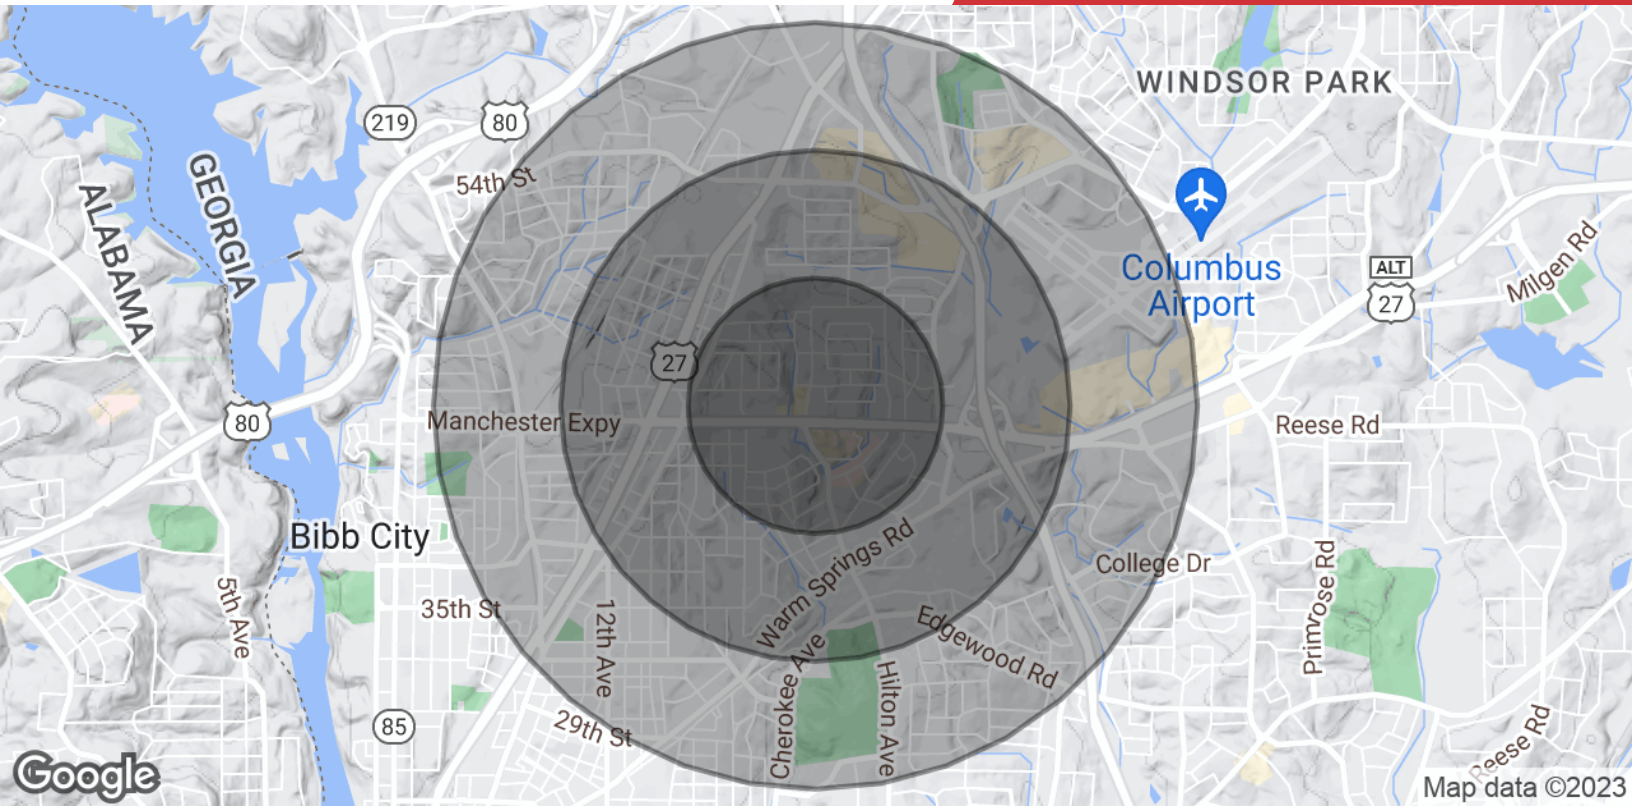 WINDSOR PARK
219
80
54th St
GEORGIA
ALABAMA
Columbus
Airport
ALT
27
Milgen Rd
27
80
Manchester Expy
Reese Rd
Bibb City
College Dr
5th Ave
35th St
12th Ave
Warm Springs Rd
Edgewood Rd
Primrose Rd
Cherokee Ave
Hilton Ave
85
29th St
Reese Rd
Google
Map data ©2023